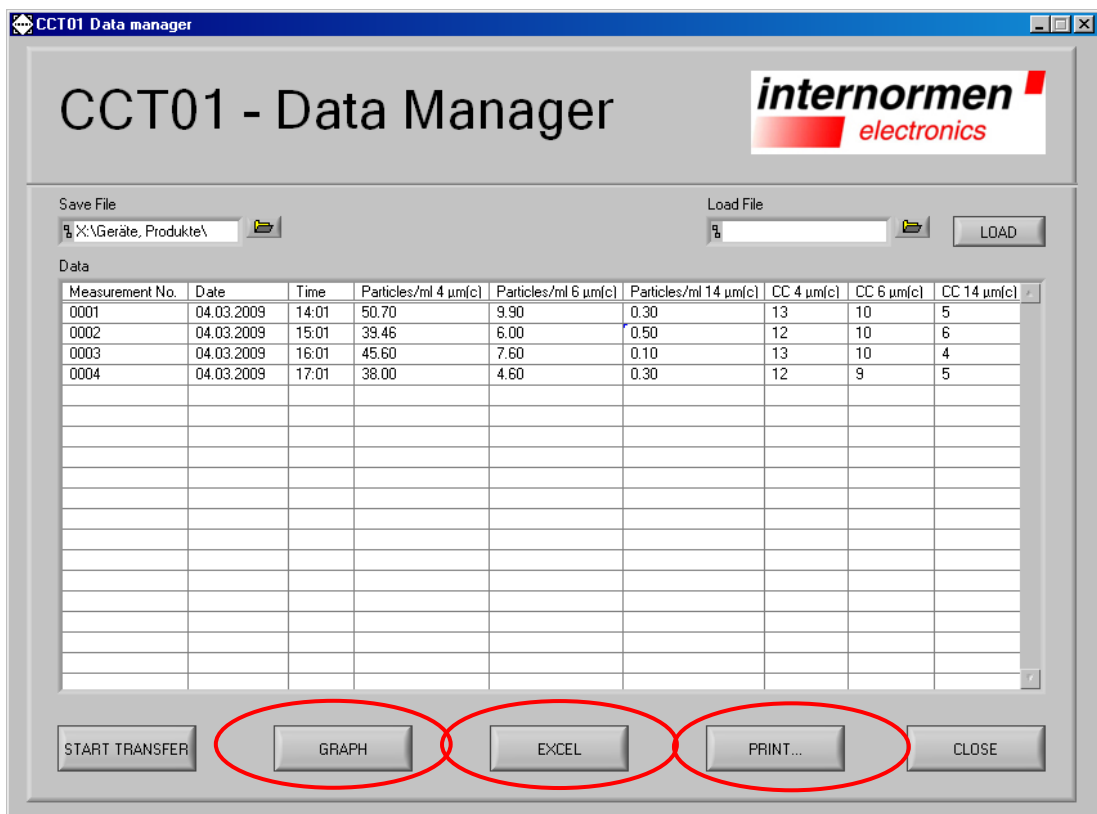 CCT01 Data manager
CCT01 - Data Manager
internormen
electronics
Save File
Load File
X:\Geräte, Produkte\
LOAD
Data
Measurement No. Date Time Particles/ml 4 µm(c) Particles/ml 6 µm(c) Particles/ml 14 µm(c) CC 4 µm(c) CC 6 µm(c) CC 14 µm(c)
0001 04.03.2009 14:01 50.70 9.90 0.30 13 10 5
0002 04.03.2009 15:01 39.46 6.00 0.50 12 10 6
0003 04.03.2009 16:01 45.60 7.60 0.10 13 10 4
0004 04.03.2009 17:01 38.00 4.60 0.30 12 9 5
START TRANSFER GRAPH EXCEL PRINT... CLOSE